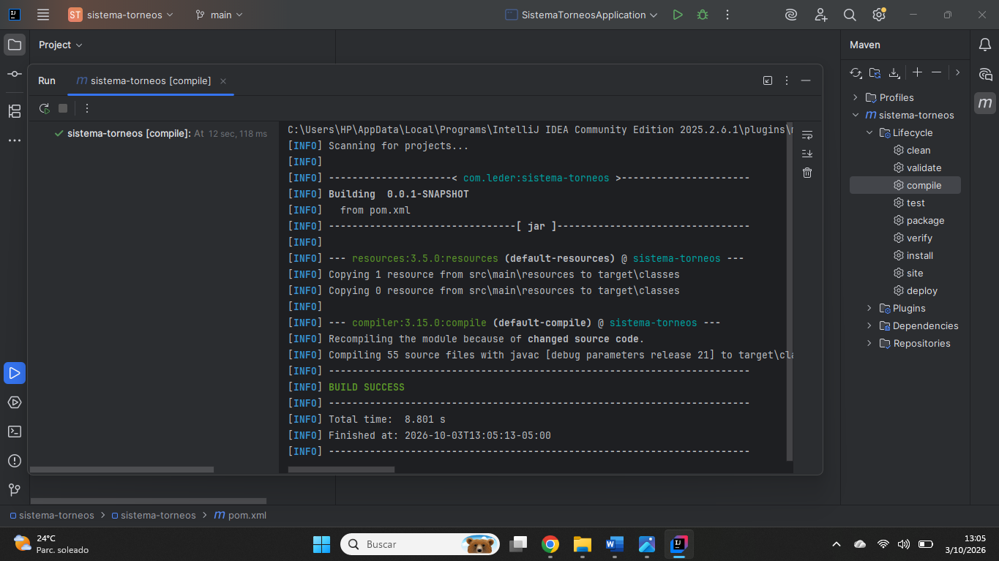 ST sistema-torneos main SistemaTorneosApplication
Project
Maven
Run m sistema-torneos [compile]
sistema-torneos [compile]: At 12 sec, 118 ms
C:\Users\HP\AppData\Local\Programs\IntelliJ IDEA Community Edition 2025.2.6.1\plugins\
[INFO] Scanning for projects...
[INFO]
[INFO] ---------------------< com.leder:sistema-torneos >----------------------
[INFO] Building  0.0.1-SNAPSHOT
[INFO]   from pom.xml
[INFO] --------------------------------[ jar ]---------------------------------
[INFO]
[INFO] --- resources:3.5.0:resources (default-resources) @ sistema-torneos ---
[INFO] Copying 1 resource from src\main\resources to target\classes
[INFO] Copying 0 resource from src\main\resources to target\classes
[INFO]
[INFO] --- compiler:3.15.0:compile (default-compile) @ sistema-torneos ---
[INFO] Recompiling the module because of changed source code.
[INFO] Compiling 55 source files with javac [debug parameters release 21] to target\cla
[INFO] ------------------------------------------------------------------------
[INFO] BUILD SUCCESS
[INFO] ------------------------------------------------------------------------
[INFO] Total time:  8.801 s
[INFO] Finished at: 2026-10-03T13:05:13-05:00
[INFO] ------------------------------------------------------------------------
Profiles
m sistema-torneos
Lifecycle
clean
validate
compile
test
package
verify
install
site
deploy
Plugins
Dependencies
Repositories
m
sistema-torneos > sistema-torneos > m pom.xml
24°C
Parc. soleado
Buscar
13:05
3/10/2026